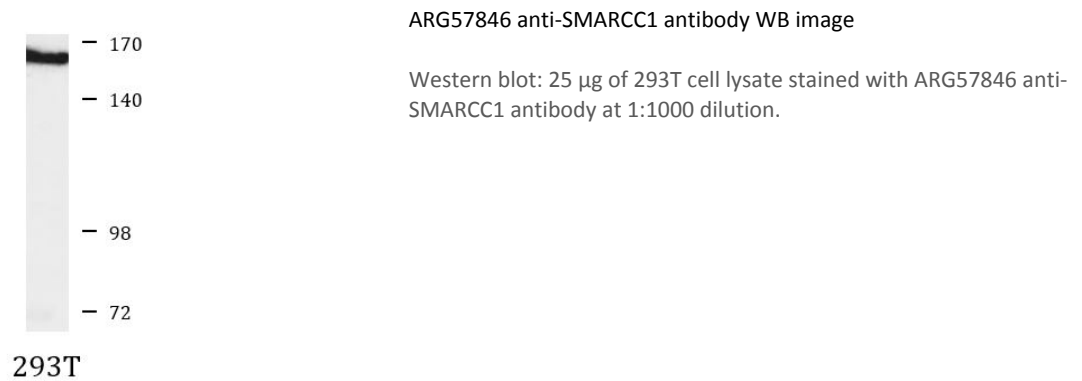 ARG57846 anti-SMARCC1 antibody WB image
Western blot: 25 µg of 293T cell lysate stained with ARG57846 anti-
SMARCC1 antibody at 1:1000 dilution.
170
140
98
72
293T